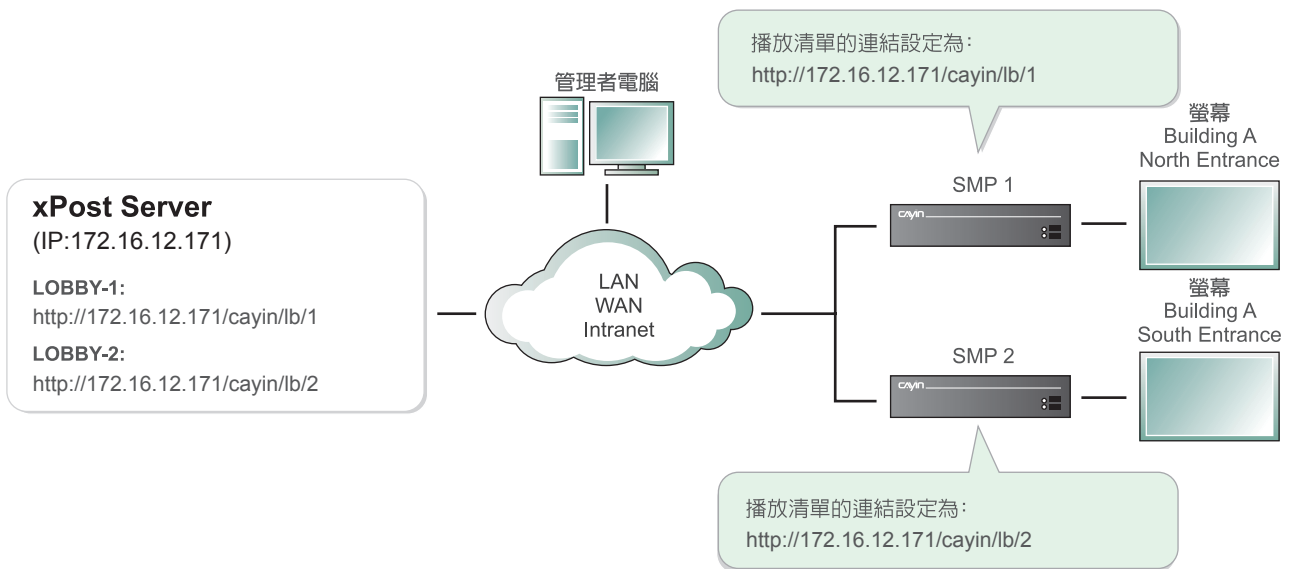 播放清單的連結設定為：
http://172.16.12.171/cayin/lb/1
管理者電腦
螢幕
Building A
North Entrance
SMP 1
CAYIN
xPost Server
(IP:172.16.12.171)
LOBBY-1:
http://172.16.12.171/cayin/lb/1
LOBBY-2:
http://172.16.12.171/cayin/lb/2
LAN
WAN
Intranet
螢幕
Building A
South Entrance
SMP 2
CAYIN
播放清單的連結設定為：
http://172.16.12.171/cayin/lb/2